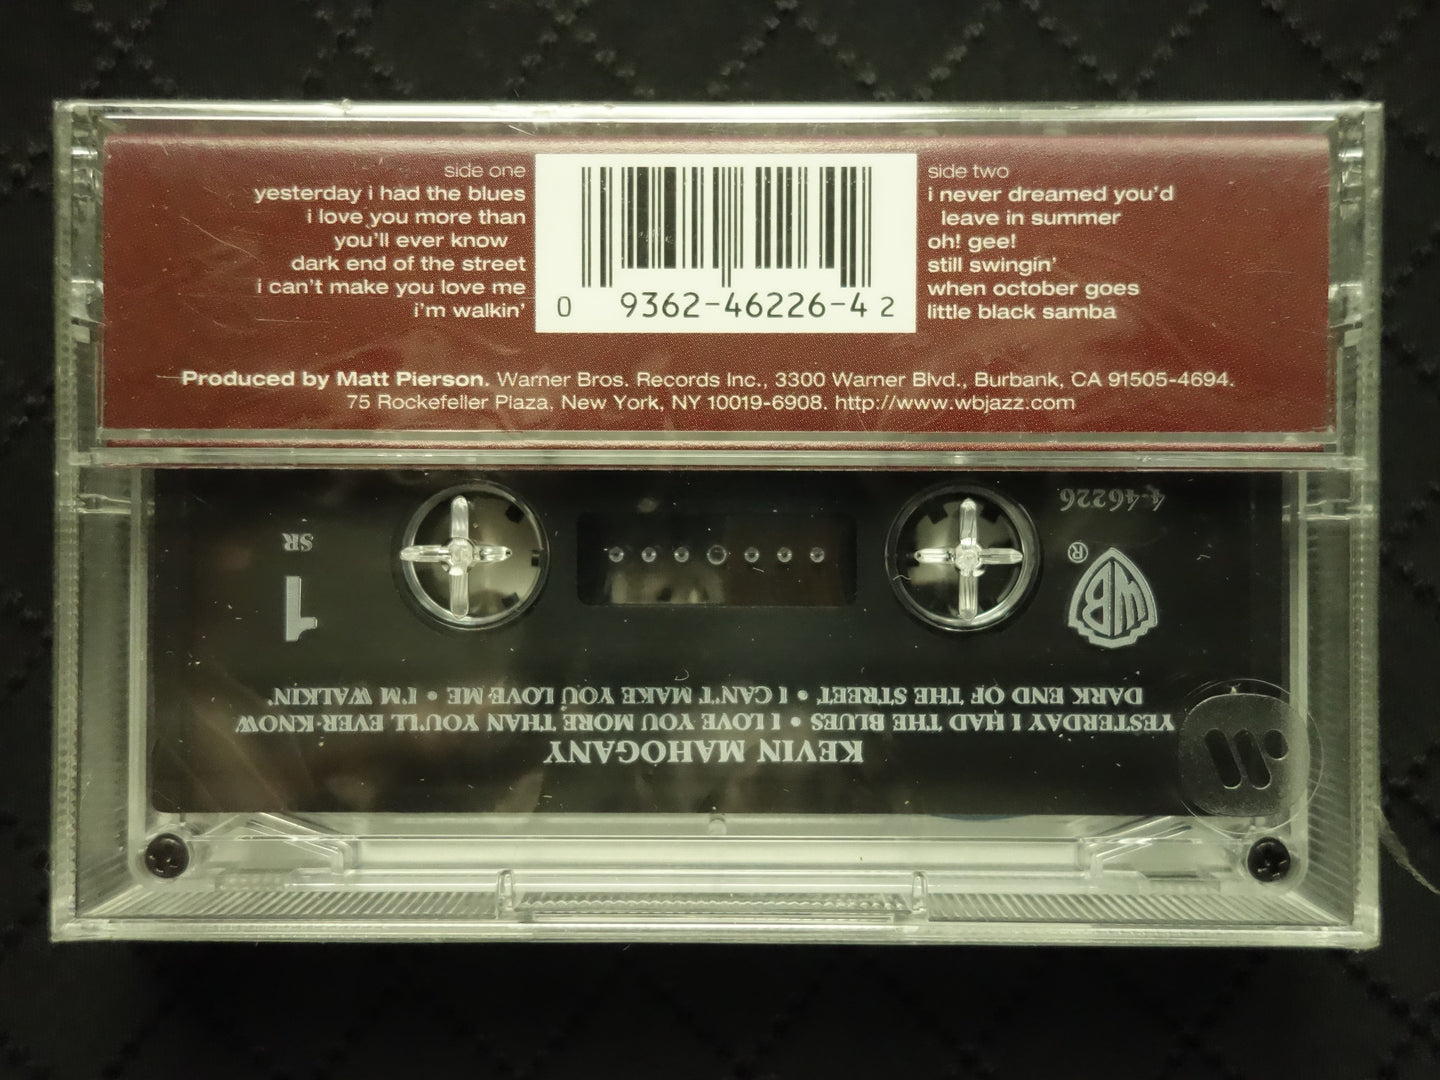 side one
yesterday i had the blues
i love you more than
you'll ever know
dark end of the street
i can't make you love me
i'm walkin'
0 9362-46226-4 2
side two
i never dreamed you'd
leave in summer
oh! gee!
still swingin'
when october goes
little black samba
Produced by Matt Pierson. Warner Bros. Records Inc., 3300 Warner Blvd., Burbank, CA 91505-4694.
75 Rockefeller Plaza, New York, NY 10019-6908. http://www.wbjazz.com
KEVIN MAHOGANY
YESTERDAY I HAD THE BLUES • I LOVE YOU MORE THAN YOU'LL EVER KNOW
DARK END OF THE STREET • I CAN'T MAKE YOU LOVE ME • I'M WALKIN'
WB ®
1
4-46226
SR